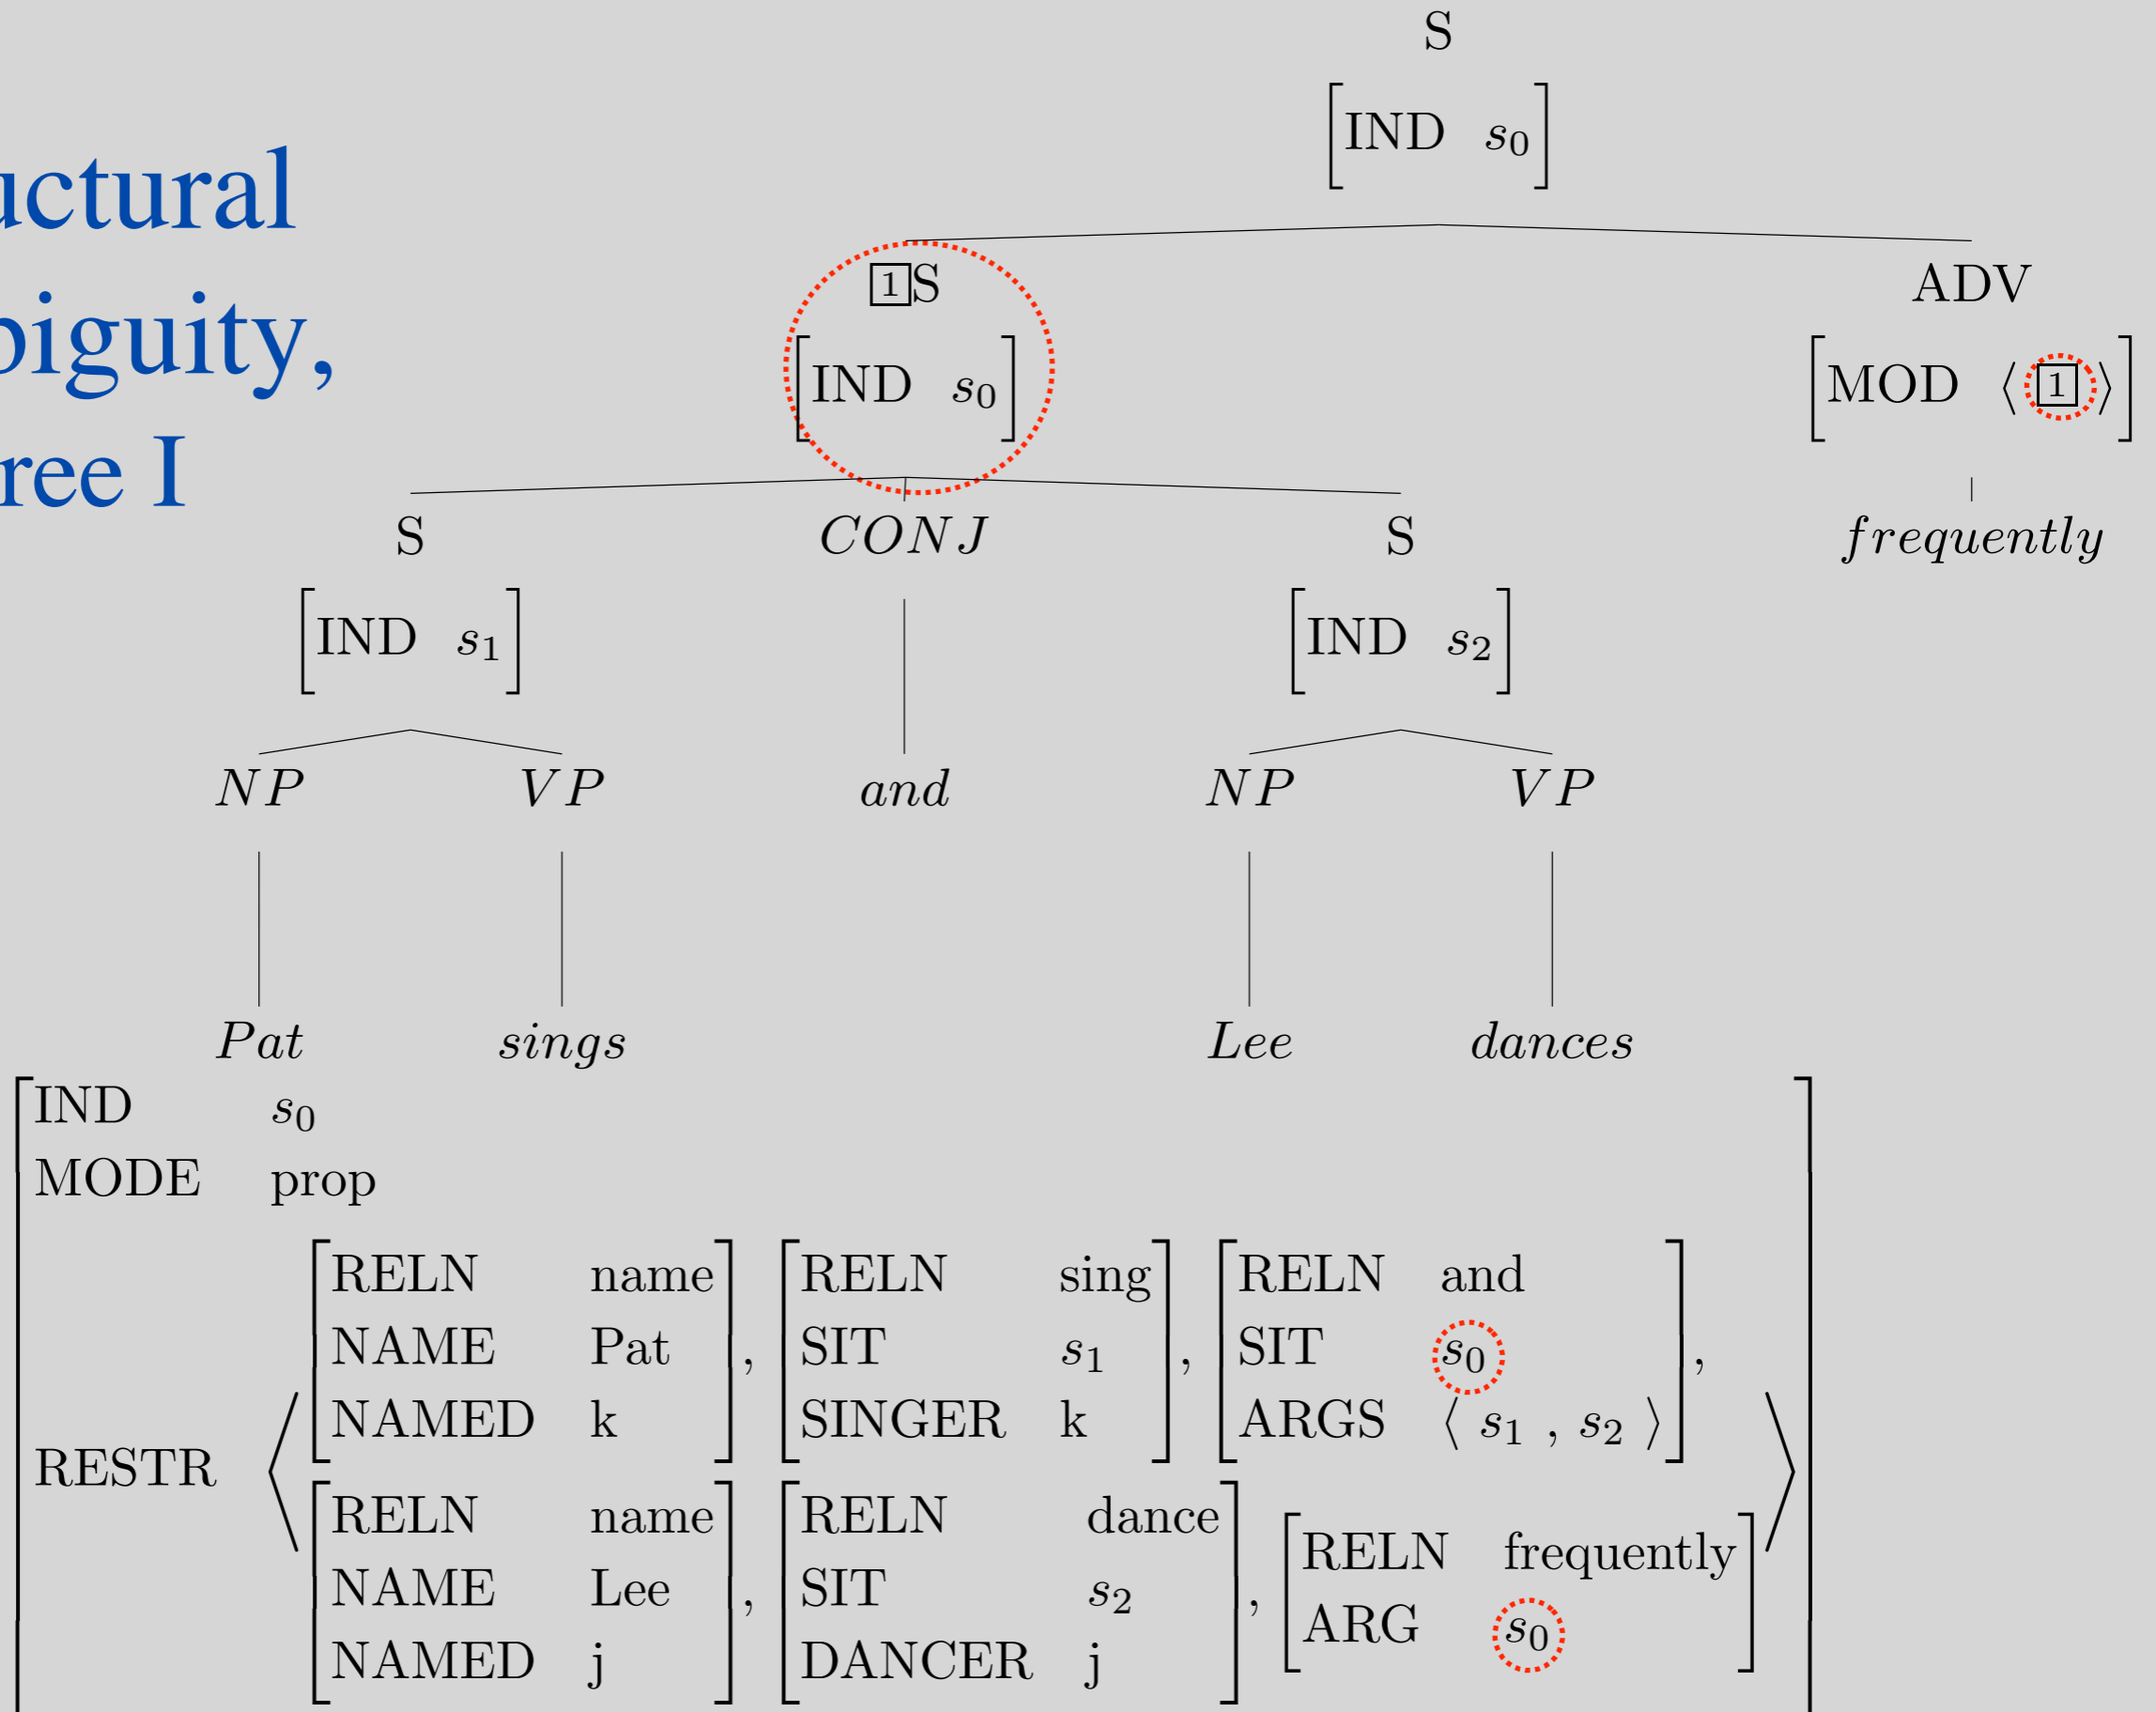 S
[IND s₀]
uctural
biguity,
ree I
1S
[IND s₀]
ADV
[MOD ⟨ 1 ⟩]
S CONJ S frequently
[IND s₁] [IND s₂]
NP VP and NP VP
Pat sings Lee dances
IND s₀
MODE prop
RESTR
⟨ [RELN name] , [RELN sing] , [RELN and] ,
[NAME Pat] [SIT s₁] [SIT s₀]
[NAMED k] [SINGER k] [ARGS ⟨ s₁ , s₂ ⟩]
[RELN name] , [RELN dance] , [RELN frequently]
[NAME Lee] [SIT s₂] [ARG s₀]
[NAMED j] [DANCER j] ⟩